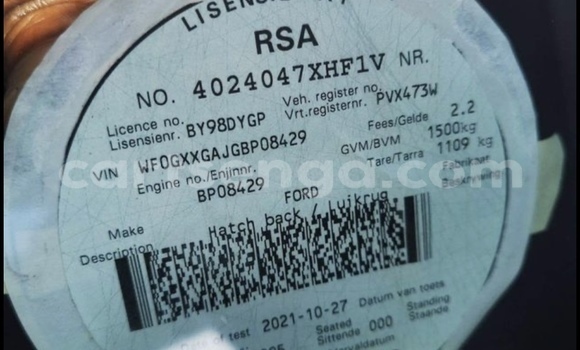 LISENSI
RSA
NO. 4024047XHF1V NR.
Licence no.
Lisensienr. BY98DYGP
Veh. register no.
Vrt.registernr. PVX473W
VIN WF0GXXGAJGBP08429
Fees/Gelde 2.2
Engine no./Enjinnr.
BP08429
GVM/BVM 1500kg
Tare/Tarra 1109 kg
Make FORD Fabrikaat
Description Hatch back / Luikrug Beskrywing
carmanga.com
test 2021-10-27 Datum van toets
Seated
Sittende 000
Standing
Staande